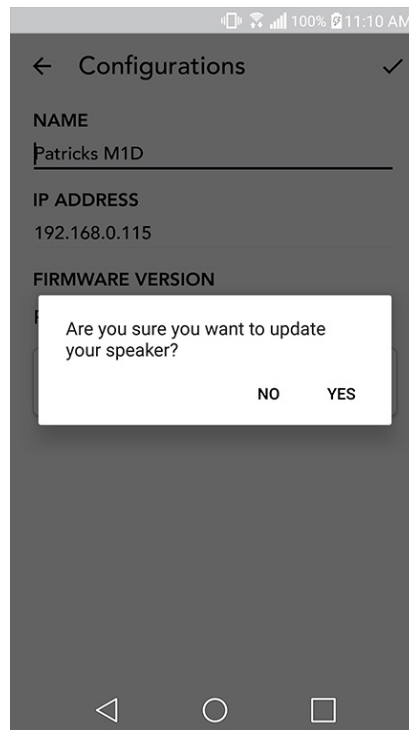 100% 11:10 AM
Configurations
NAME
Patricks M1D
IP ADDRESS
192.168.0.115
FIRMWARE VERSION
Are you sure you want to update
your speaker?
NO YES